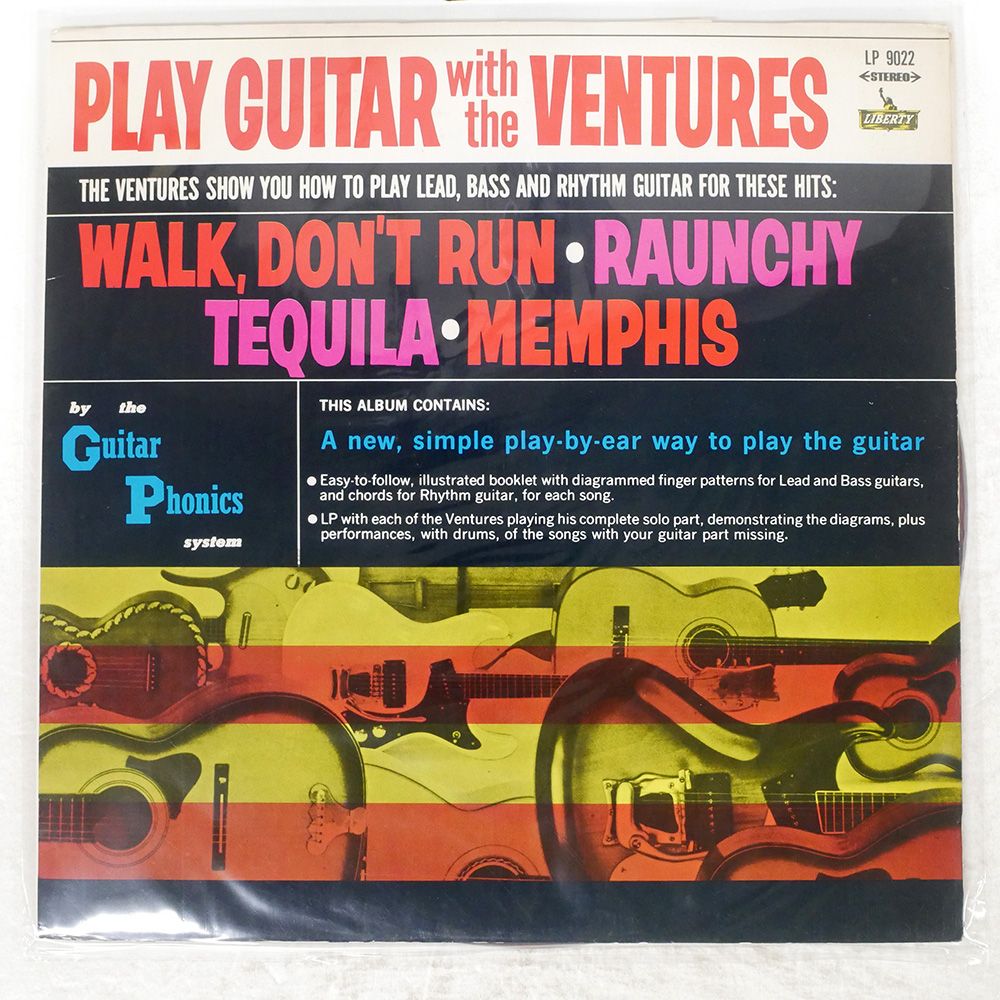 PLAY GUITAR with the VENTURES
LP 9022
STEREO
LIBERTY
THE VENTURES SHOW YOU HOW TO PLAY LEAD, BASS AND RHYTHM GUITAR FOR THESE HITS:
WALK, DON'T RUN • RAUNCHY
TEQUILA • MEMPHIS
by the
Guitar
Phonics
system
THIS ALBUM CONTAINS:
A new, simple play-by-ear way to play the guitar
• Easy-to-follow, illustrated booklet with diagrammed finger patterns for Lead and Bass guitars,
and chords for Rhythm guitar, for each song.
• LP with each of the Ventures playing his complete solo part, demonstrating the diagrams, plus
performances, with drums, of the songs with your guitar part missing.